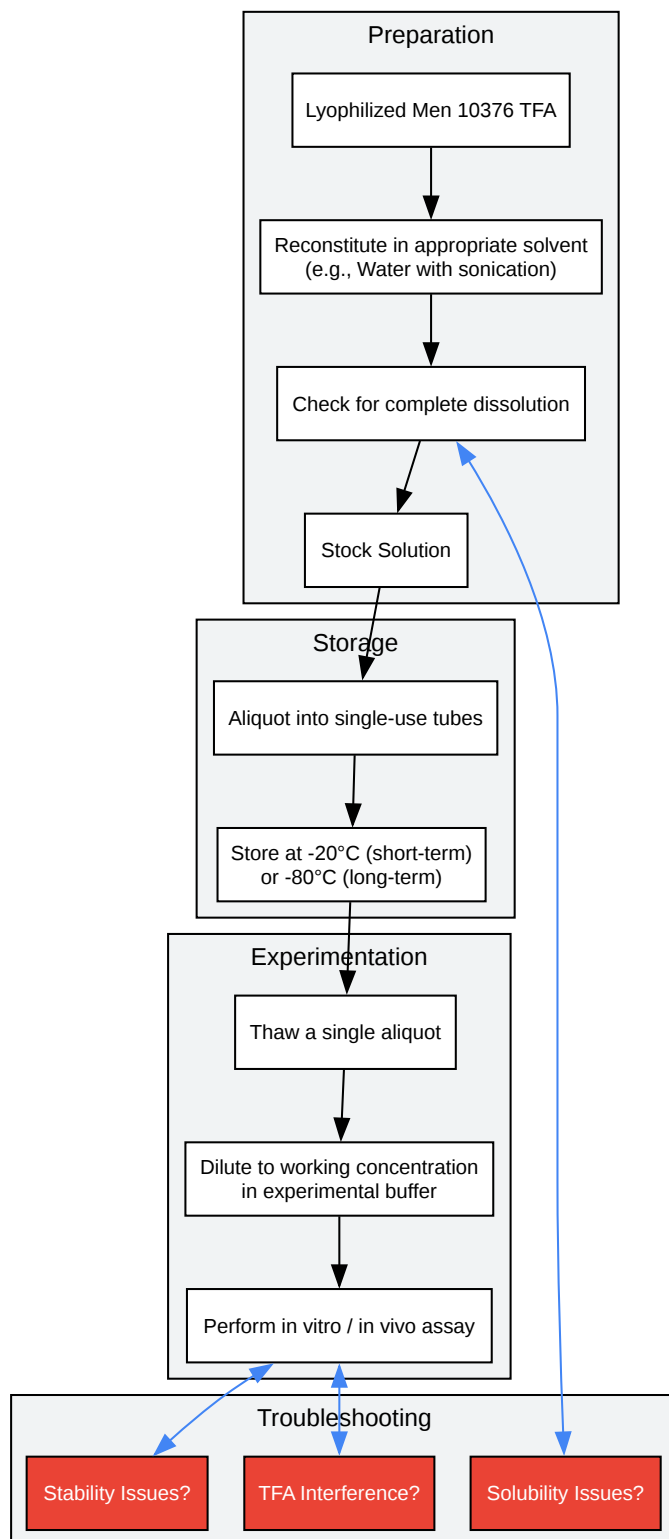 Preparation
Lyophilized Men 10376 TFA
Reconstitute in appropriate solvent
(e.g., Water with sonication)
Check for complete dissolution
Stock Solution
Storage
Aliquot into single-use tubes
Store at -20°C (short-term)
or -80°C (long-term)
Experimentation
Thaw a single aliquot
Dilute to working concentration
in experimental buffer
Perform in vitro / in vivo assay
Troubleshooting
Stability Issues?
TFA Interference?
Solubility Issues?